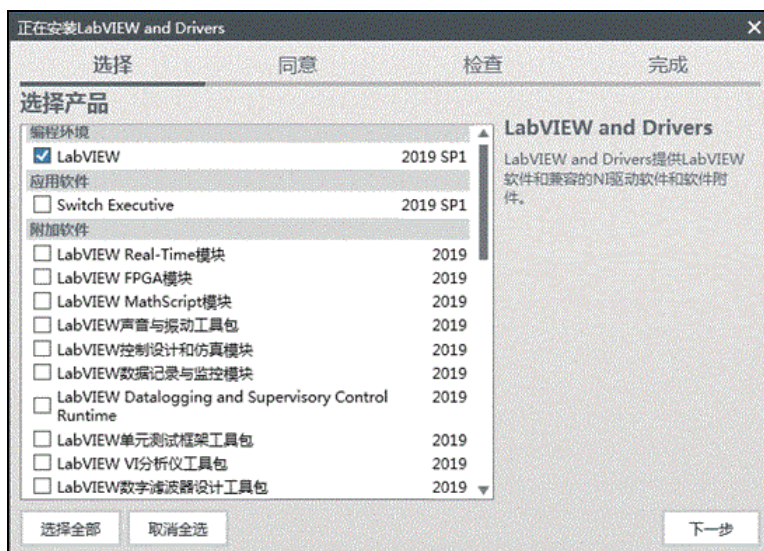 正在安装LabVIEW and Drivers
选择
同意
检查
完成
选择产品
编程环境
LabVIEW 2019 SP1
应用软件
Switch Executive 2019 SP1
附加软件
LabVIEW Real-Time模块 2019
LabVIEW FPGA模块 2019
LabVIEW MathScript模块 2019
LabVIEW声音与振动工具包 2019
LabVIEW控制设计和仿真模块 2019
LabVIEW数据记录与监控模块 2019
LabVIEW Datalogging and Supervisory Control 2019
Runtime
LabVIEW单元测试框架工具包 2019
LabVIEW VI分析仪工具包 2019
LabVIEW数字滤波器设计工具包 2019
LabVIEW and Drivers
LabVIEW and Drivers提供LabVIEW
软件和兼容的NI驱动软件和软件附
件。
选择全部
取消全选
下一步